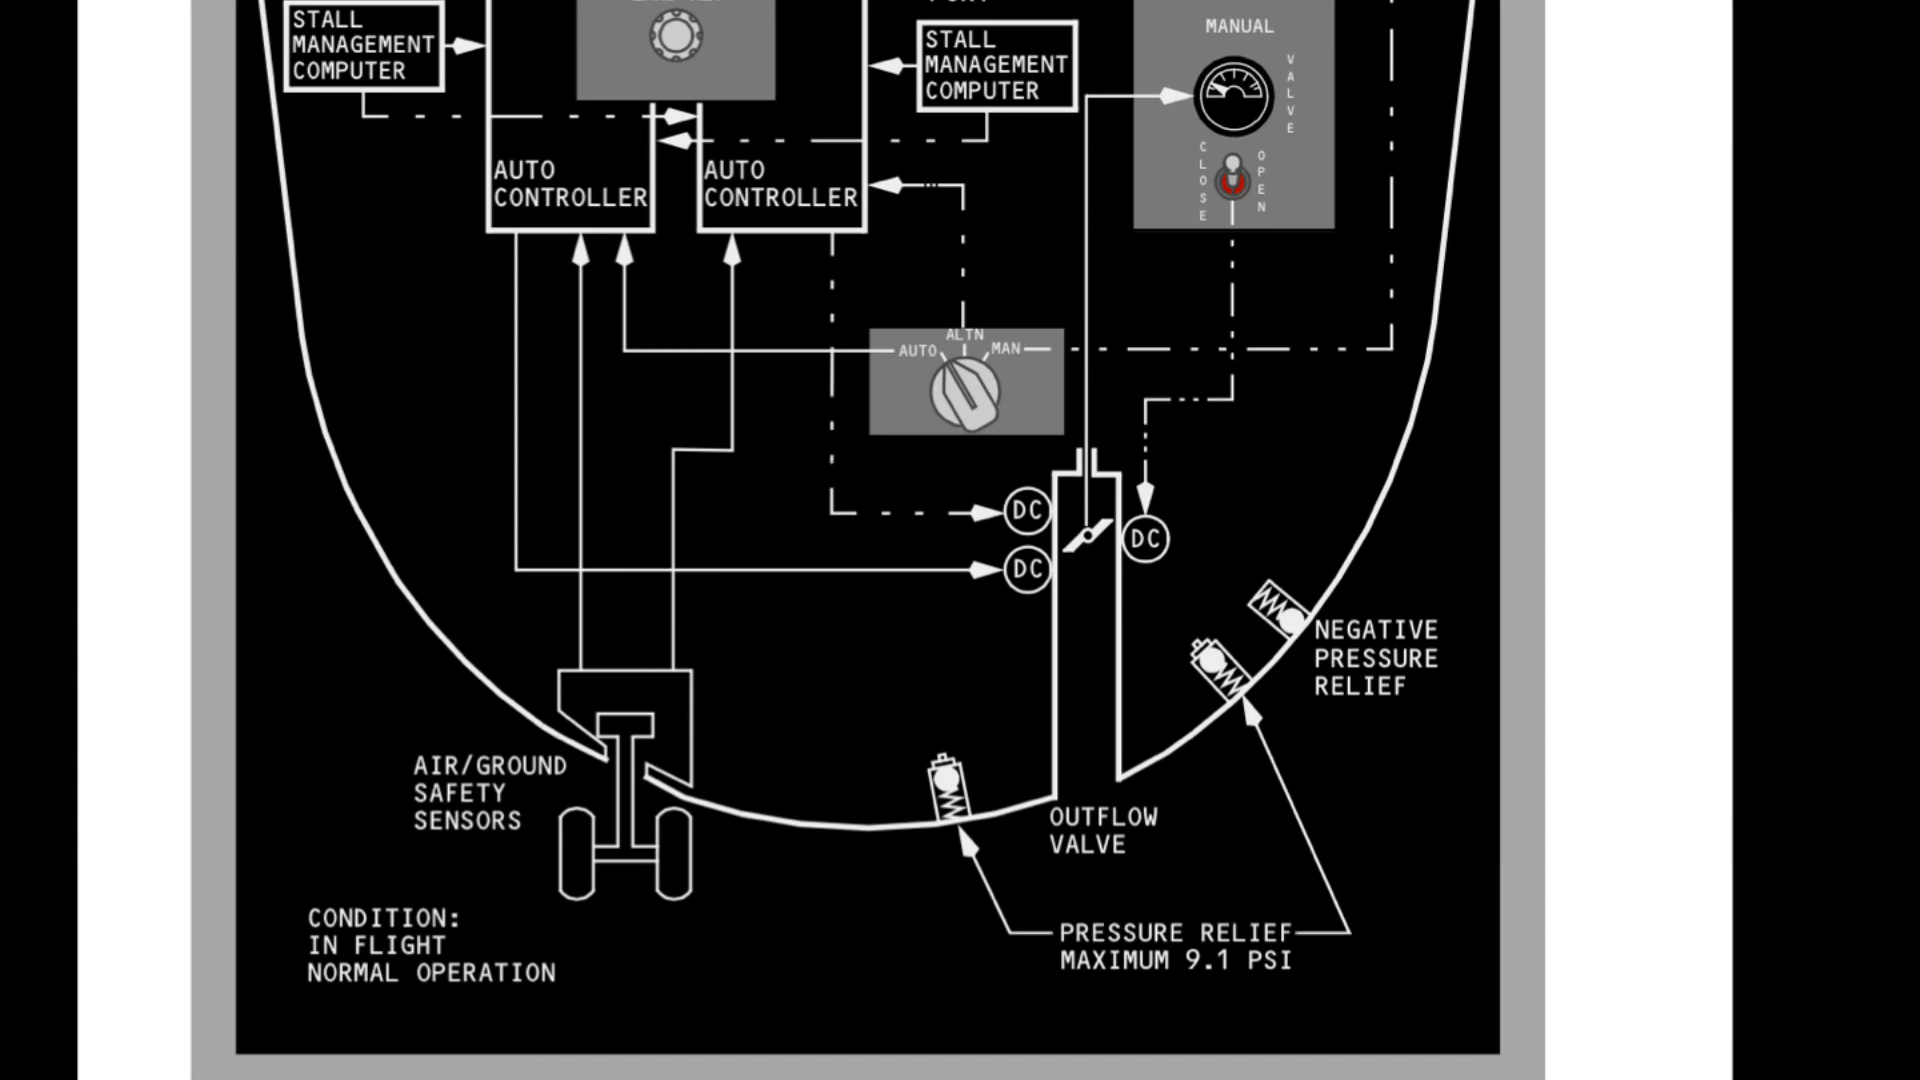 STALL
MANAGEMENT
COMPUTER
STALL
MANAGEMENT
COMPUTER
MANUAL
VALVE
CLOSE
OPEN
AUTO
CONTROLLER
AUTO
CONTROLLER
ALTN
AUTO
MAN
DC
DC
DC
NEGATIVE
PRESSURE
RELIEF
AIR/GROUND
SAFETY
SENSORS
OUTFLOW
VALVE
CONDITION:
IN FLIGHT
NORMAL OPERATION
PRESSURE RELIEF
MAXIMUM 9.1 PSI